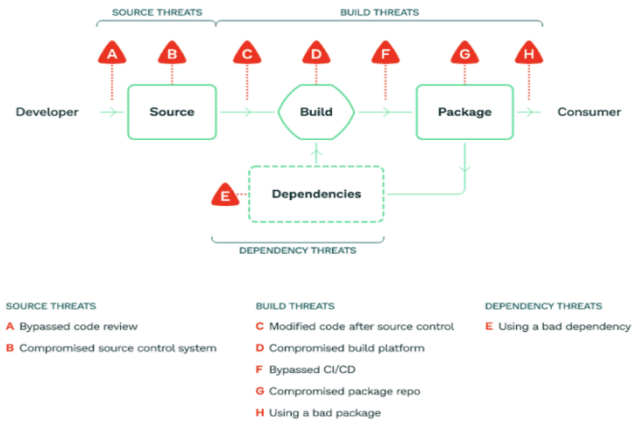 SOURCE THREATS
BUILD THREATS
A
B
C
D
F
G
H
Developer
Source
Build
Package
Consumer
E
Dependencies
DEPENDENCY THREATS
SOURCE THREATS
A Bypassed code review
B Compromised source control system
BUILD THREATS
C Modified code after source control
D Compromised build platform
F Bypassed CI/CD
G Compromised package repo
H Using a bad package
DEPENDENCY THREATS
E Using a bad dependency